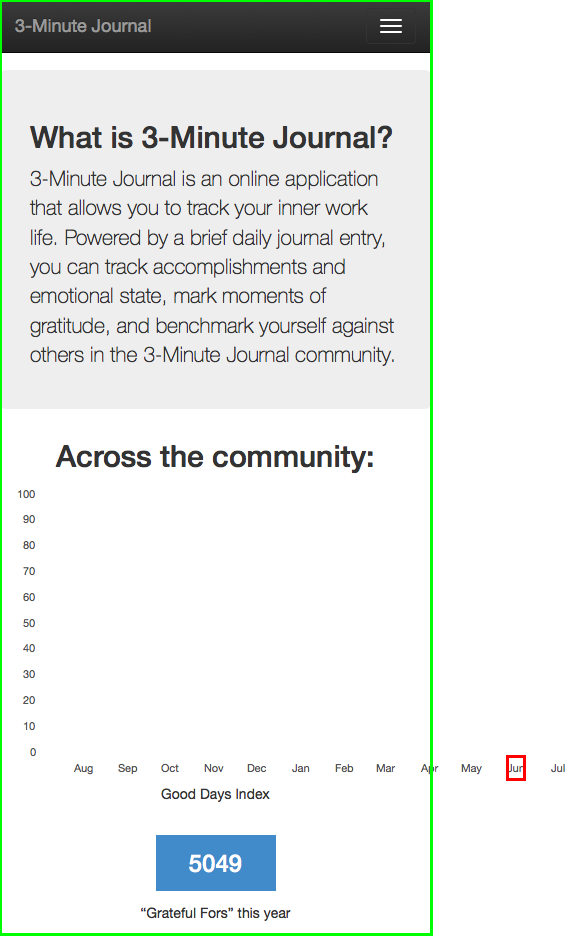 3-Minute Journal
What is 3-Minute Journal?
3-Minute Journal is an online application
that allows you to track your inner work
life. Powered by a brief daily journal entry,
you can track accomplishments and
emotional state, mark moments of
gratitude, and benchmark yourself against
others in the 3-Minute Journal community.
Across the community:
100
90
80
70
60
50
40
30
20
10
0
Aug Sep Oct Nov Dec Jan Feb Mar Apr May Jun Jul
Good Days Index
5049
“Grateful Fors” this year